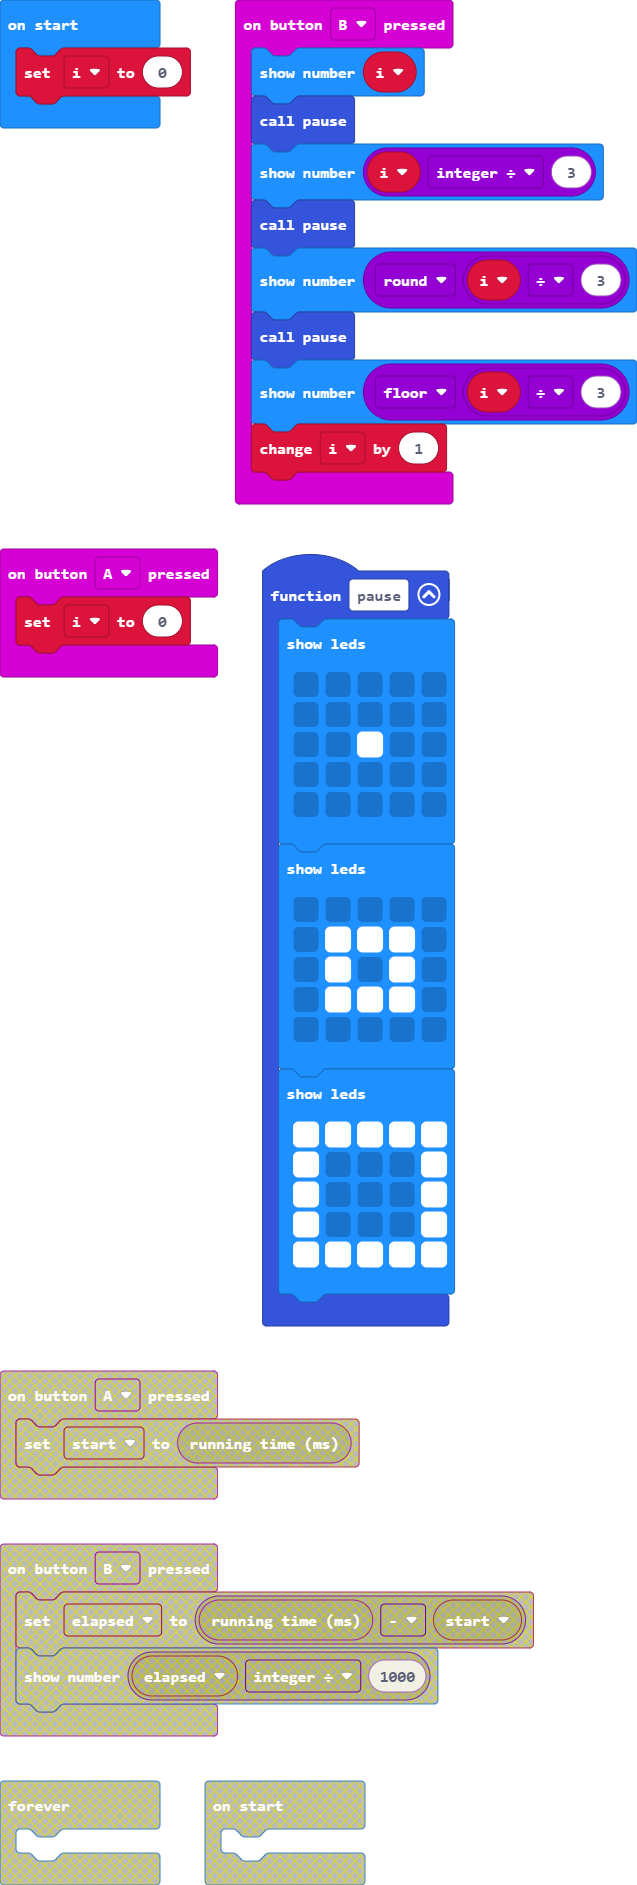 on start
set i to 0
on button B pressed
show number i
call pause
show number i integer ÷ 3
call pause
show number round i ÷ 3
call pause
show number floor i ÷ 3
change i by 1
on button A pressed
set i to 0
function pause
show leds
show leds
show leds
on button A pressed
set start to running time (ms)
on button B pressed
set elapsed to running time (ms) - start
show number elapsed integer ÷ 1000
forever
on start